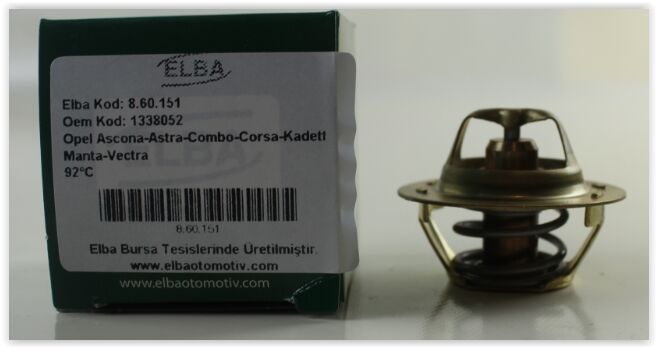 ELBA
Elba Kod: 8.60.151
Oem Kod: 1338052
Opel Ascona-Astra-Combo-Corsa-Kadett
Manta-Vectra
92°C
8.60.151
Elba Bursa Tesislerinde Üretilmiştir.
www.elbaotomotiv.com
www.elbaotomotiv.com